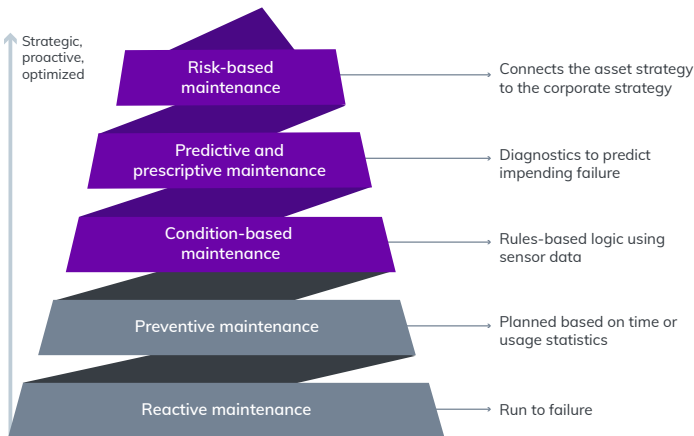 Strategic,
proactive,
optimized
Risk-based
maintenance
Connects the asset strategy
to the corporate strategy
Predictive and
prescriptive maintenance
Diagnostics to predict
impending failure
Condition-based
maintenance
Rules-based logic using
sensor data
Preventive maintenance
Planned based on time or
usage statistics
Reactive maintenance
Run to failure